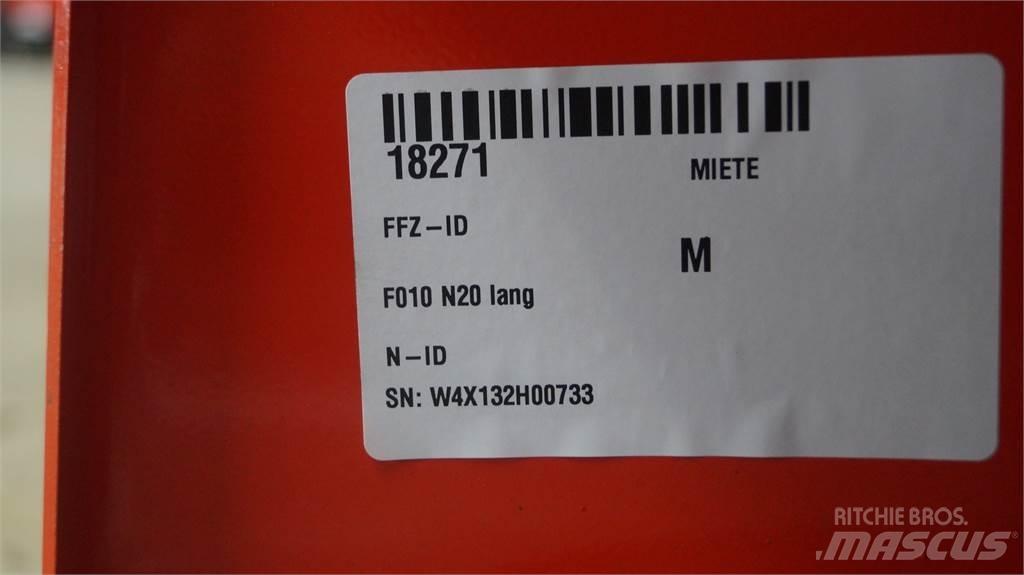 18271
MIETE
FFZ-ID
M
F010 N20 lang
N-ID
SN: W4X132H00733
RITCHIE BROS.
MASCUS